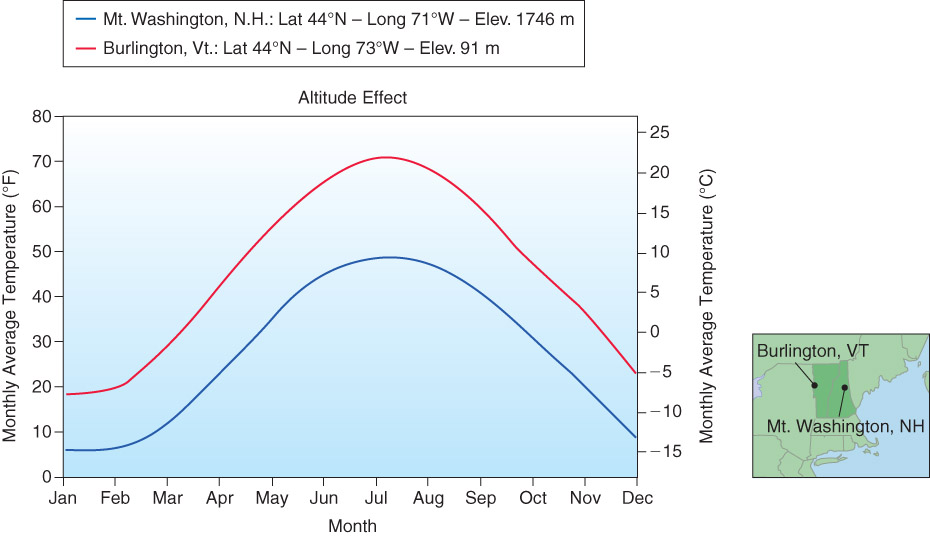 Mt. Washington, N.H.: Lat 44°N – Long 71°W – Elev. 1746 m
Burlington, Vt.: Lat 44°N – Long 73°W – Elev. 91 m
Altitude Effect
Monthly Average Temperature (°F)
80
70
60
50
40
30
20
10
0
25
20
15
10
5
0
−5
−10
−15
Monthly Average Temperature (°C)
Jan Feb Mar Apr May Jun Jul Aug Sep Oct Nov Dec
Month
Burlington, VT
Mt. Washington, NH